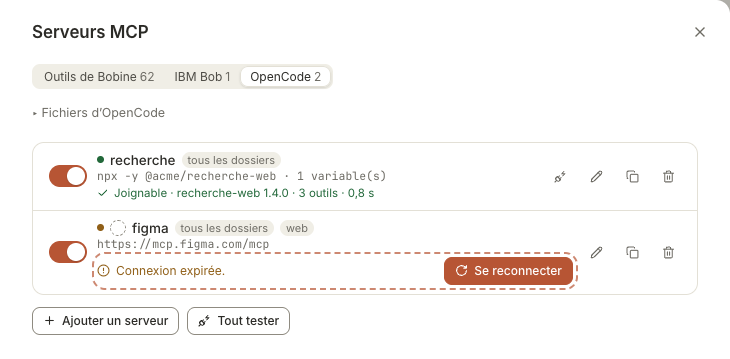 Serveurs MCP
Outils de Bobine 62 IBM Bob 1 OpenCode 2
Fichiers d’OpenCode
recherche tous les dossiers
npx -y @acme/recherche-web · 1 variable(s)
Joignable · recherche-web 1.4.0 · 3 outils · 0,8 s
figma tous les dossiers web
https://mcp.figma.com/mcp
Connexion expirée. Se reconnecter
Ajouter un serveur Tout tester